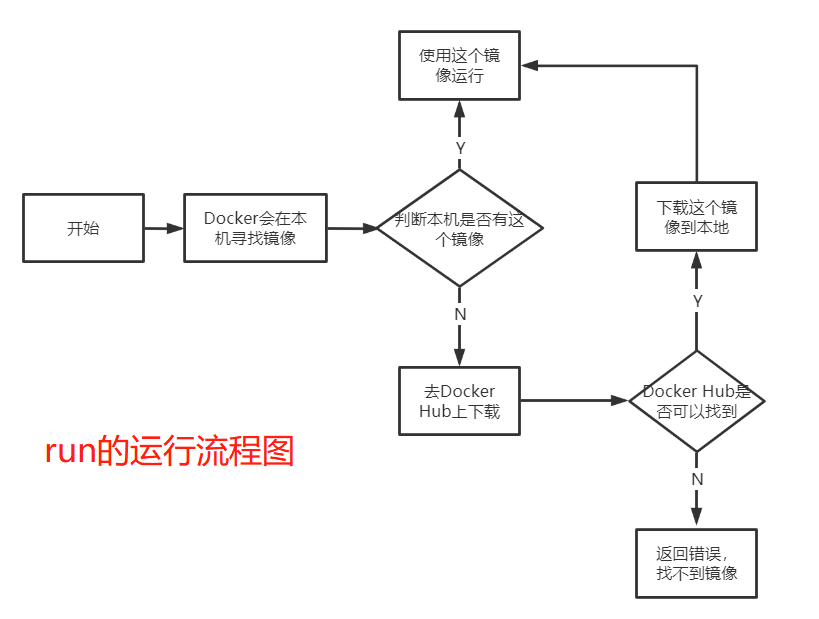 使用这个镜
像运行
Y
开始
Docker会在本
机寻找镜像
判断本机是否有这
个镜像
下载这个镜
像到本地
N
Y
去Docker
Hub上下载
Docker Hub是
否可以找到
run的运行流程图
N
返回错误，
找不到镜像